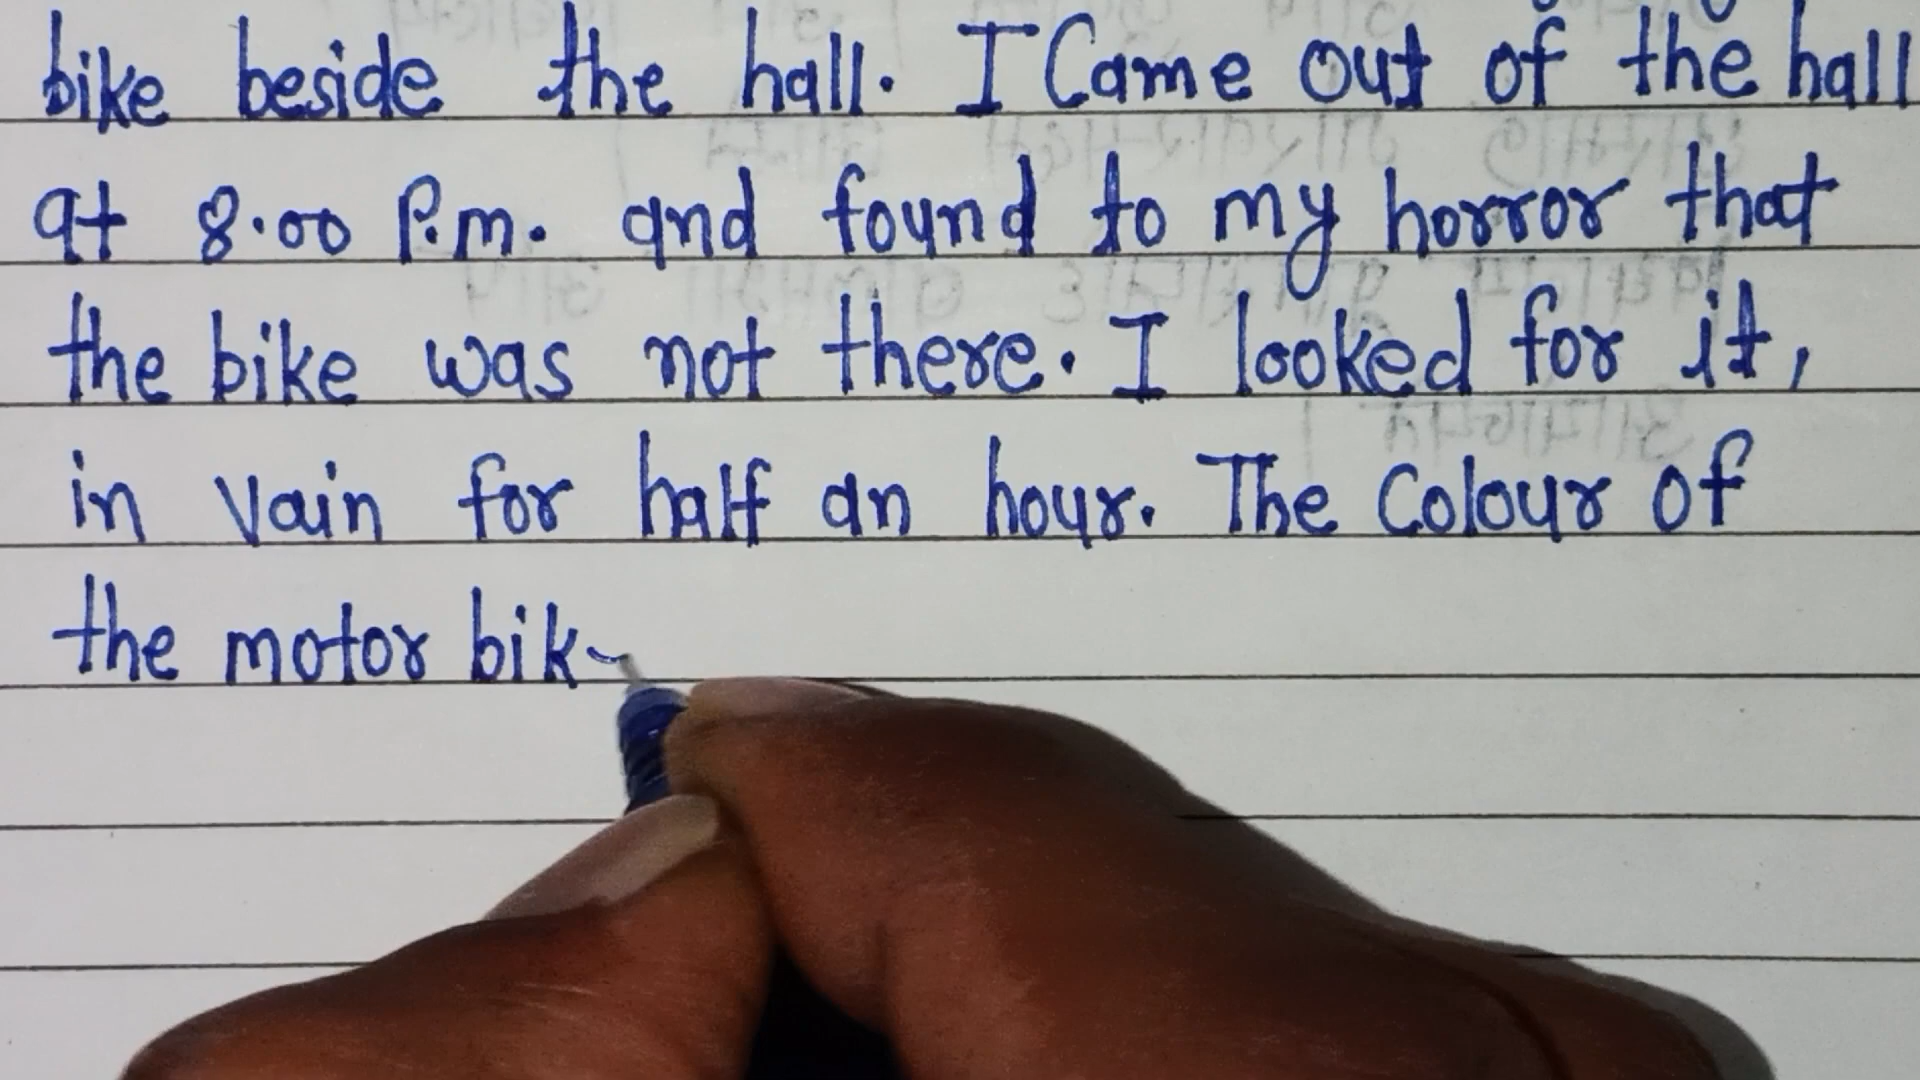 bike beside the hall. I Came out of the hall
at 8.00 P.m. and found to my horror that
the bike was not there. I looked for it,
in vain for half an hour. The Colour of
the motor bik